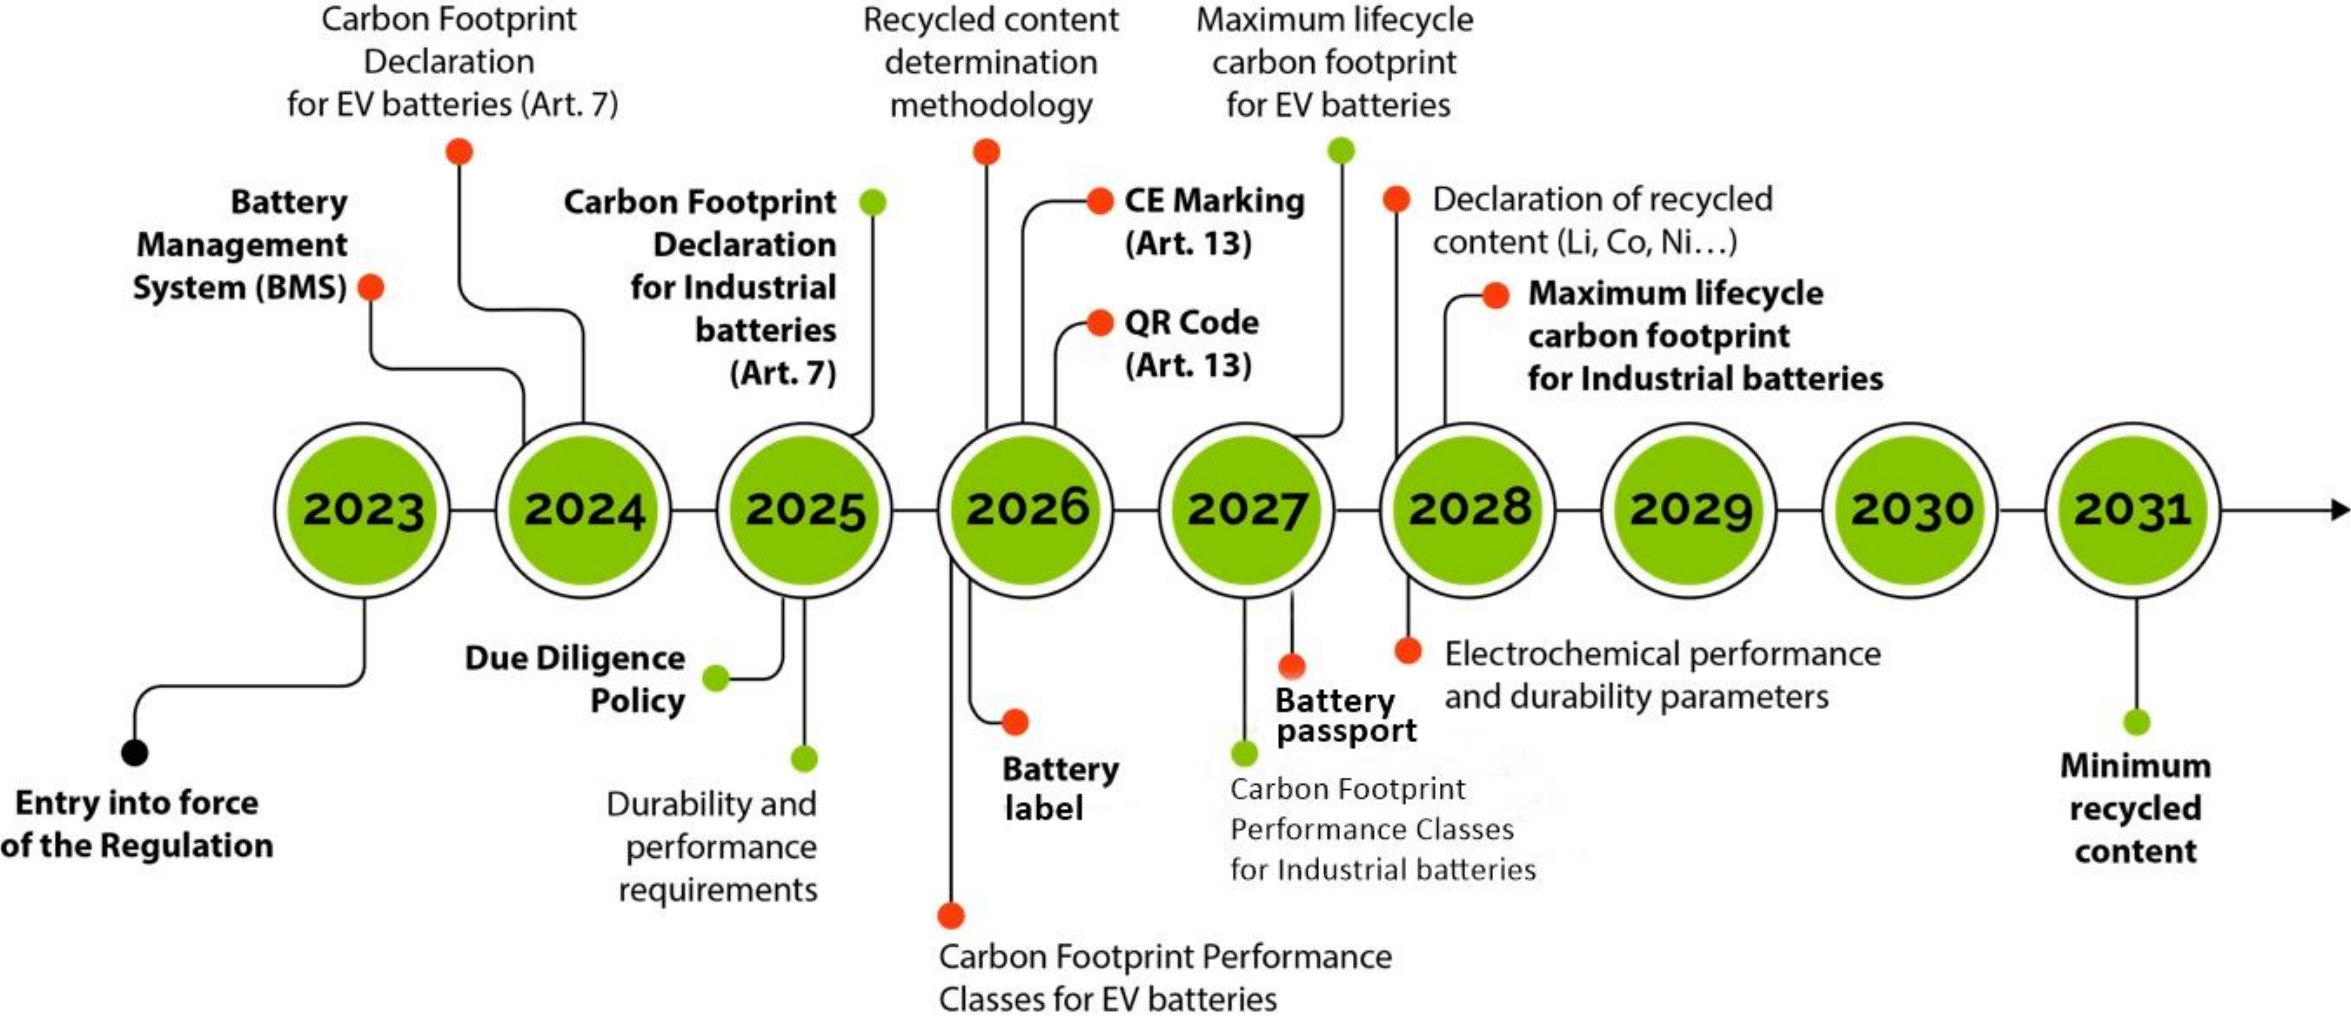 Carbon Footprint
Declaration
for EV batteries (Art. 7)
Recycled content
determination
methodology
Maximum lifecycle
carbon footprint
for EV batteries
Battery
Management
System (BMS)
Carbon Footprint
Declaration
for Industrial
batteries
(Art. 7)
CE Marking
(Art. 13)
QR Code
(Art. 13)
Declaration of recycled
content (Li, Co, Ni...)
Maximum lifecycle
carbon footprint
for Industrial batteries
2023
2024
2025
2026
2027
2028
2029
2030
2031
Entry into force
of the Regulation
Due Diligence
Policy
Durability and
performance
requirements
Battery
label
Carbon Footprint Performance
Classes for EV batteries
Battery
passport
Carbon Footprint
Performance Classes
for Industrial batteries
Electrochemical performance
and durability parameters
Minimum
recycled
content